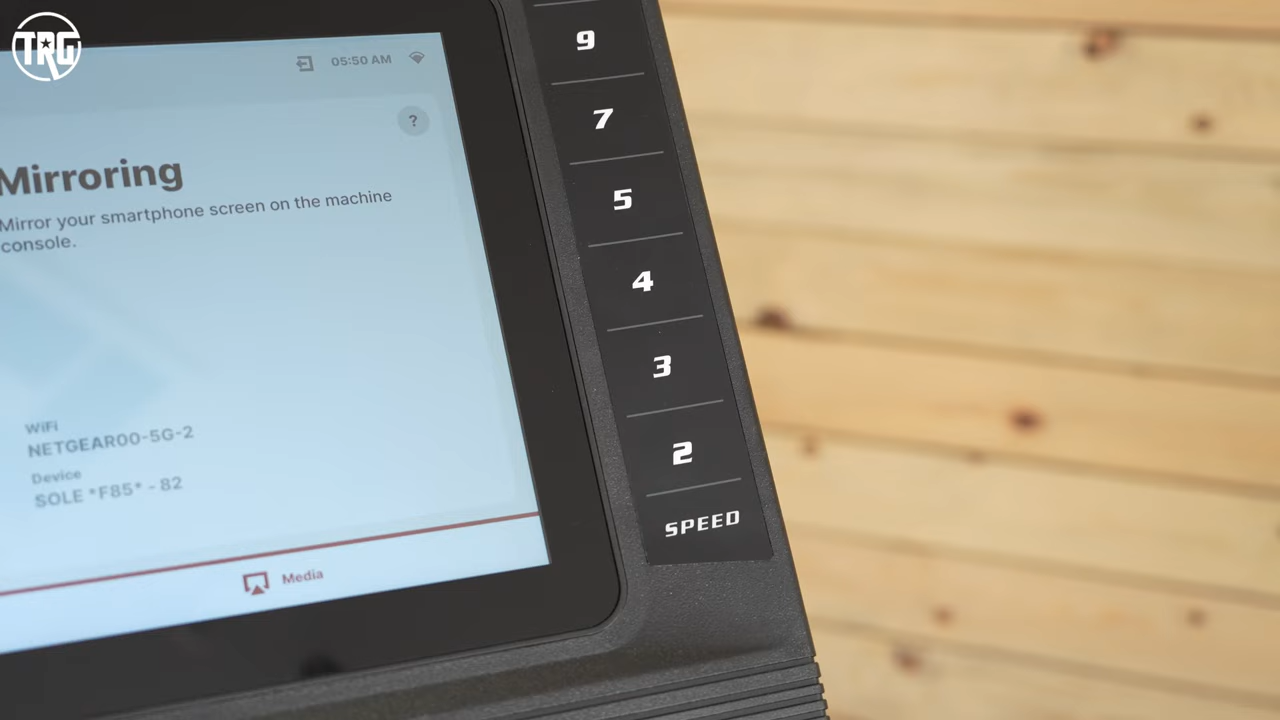 TRG
05:50 AM
?
Mirroring
Mirror your smartphone screen on the machine
console.
WiFi
NETGEAR00-5G-2
Device
SOLE *F85* - 82
Media
9
7
5
4
3
2
SPEED